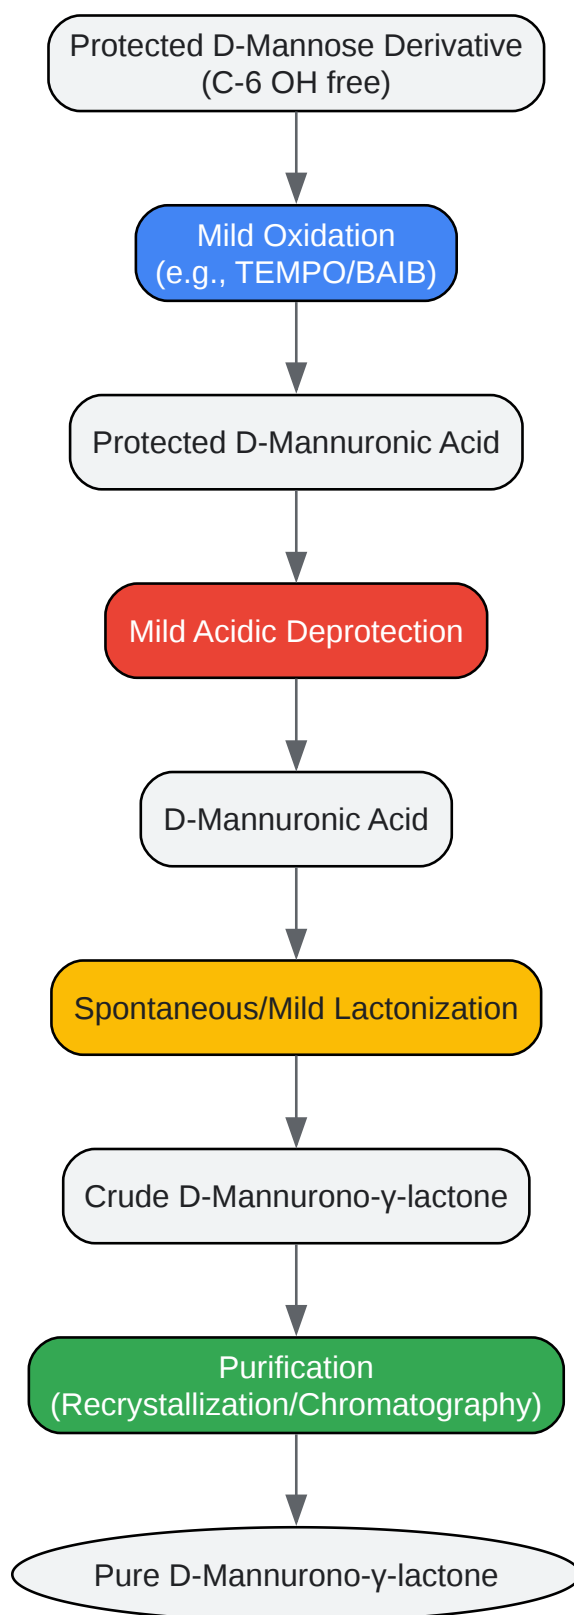 Protected D-Mannose Derivative
(C-6 OH free)
Mild Oxidation
(e.g., TEMPO/BAIB)
Protected D-Mannuronic Acid
Mild Acidic Deprotection
D-Mannuronic Acid
Spontaneous/Mild Lactonization
Crude D-Mannurono-γ-lactone
Purification
(Recrystallization/Chromatography)
Pure D-Mannurono-γ-lactone